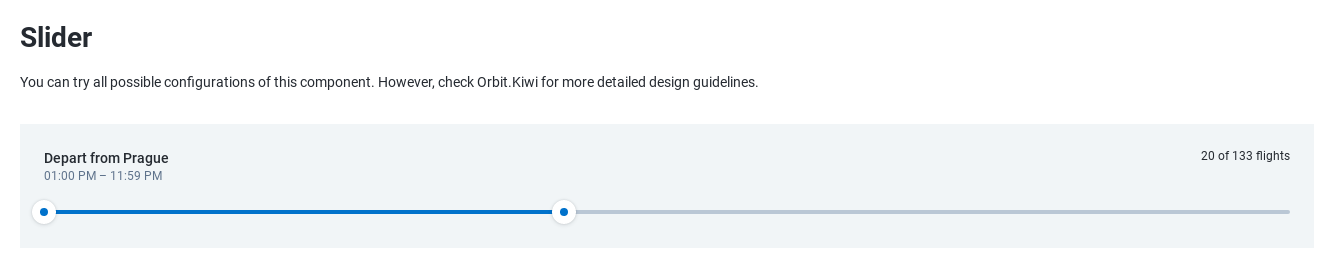 Slider
You can try all possible configurations of this component. However, check Orbit.Kiwi for more detailed design guidelines.
Depart from Prague
20 of 133 flights
01:00 PM – 11:59 PM